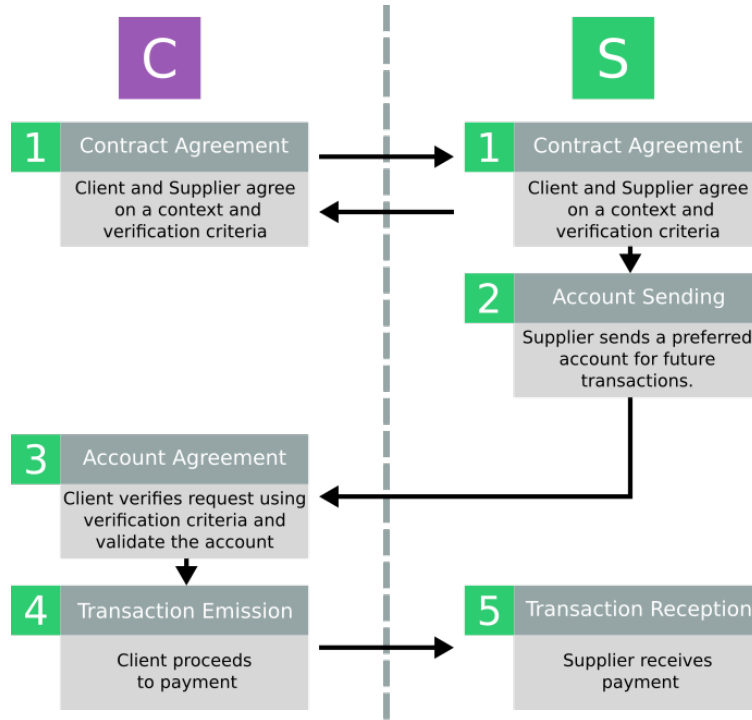 C
S
1
Contract Agreement
Client and Supplier agree
on a context and
verification criteria
1
Contract Agreement
Client and Supplier agree
on a context and
verification criteria
2
Account Sending
Supplier sends a preferred
account for future
transactions.
3
Account Agreement
Client verifies request using
verification criteria and
validate the account
4
Transaction Emission
Client proceeds
to payment
5
Transaction Reception
Supplier receives
payment